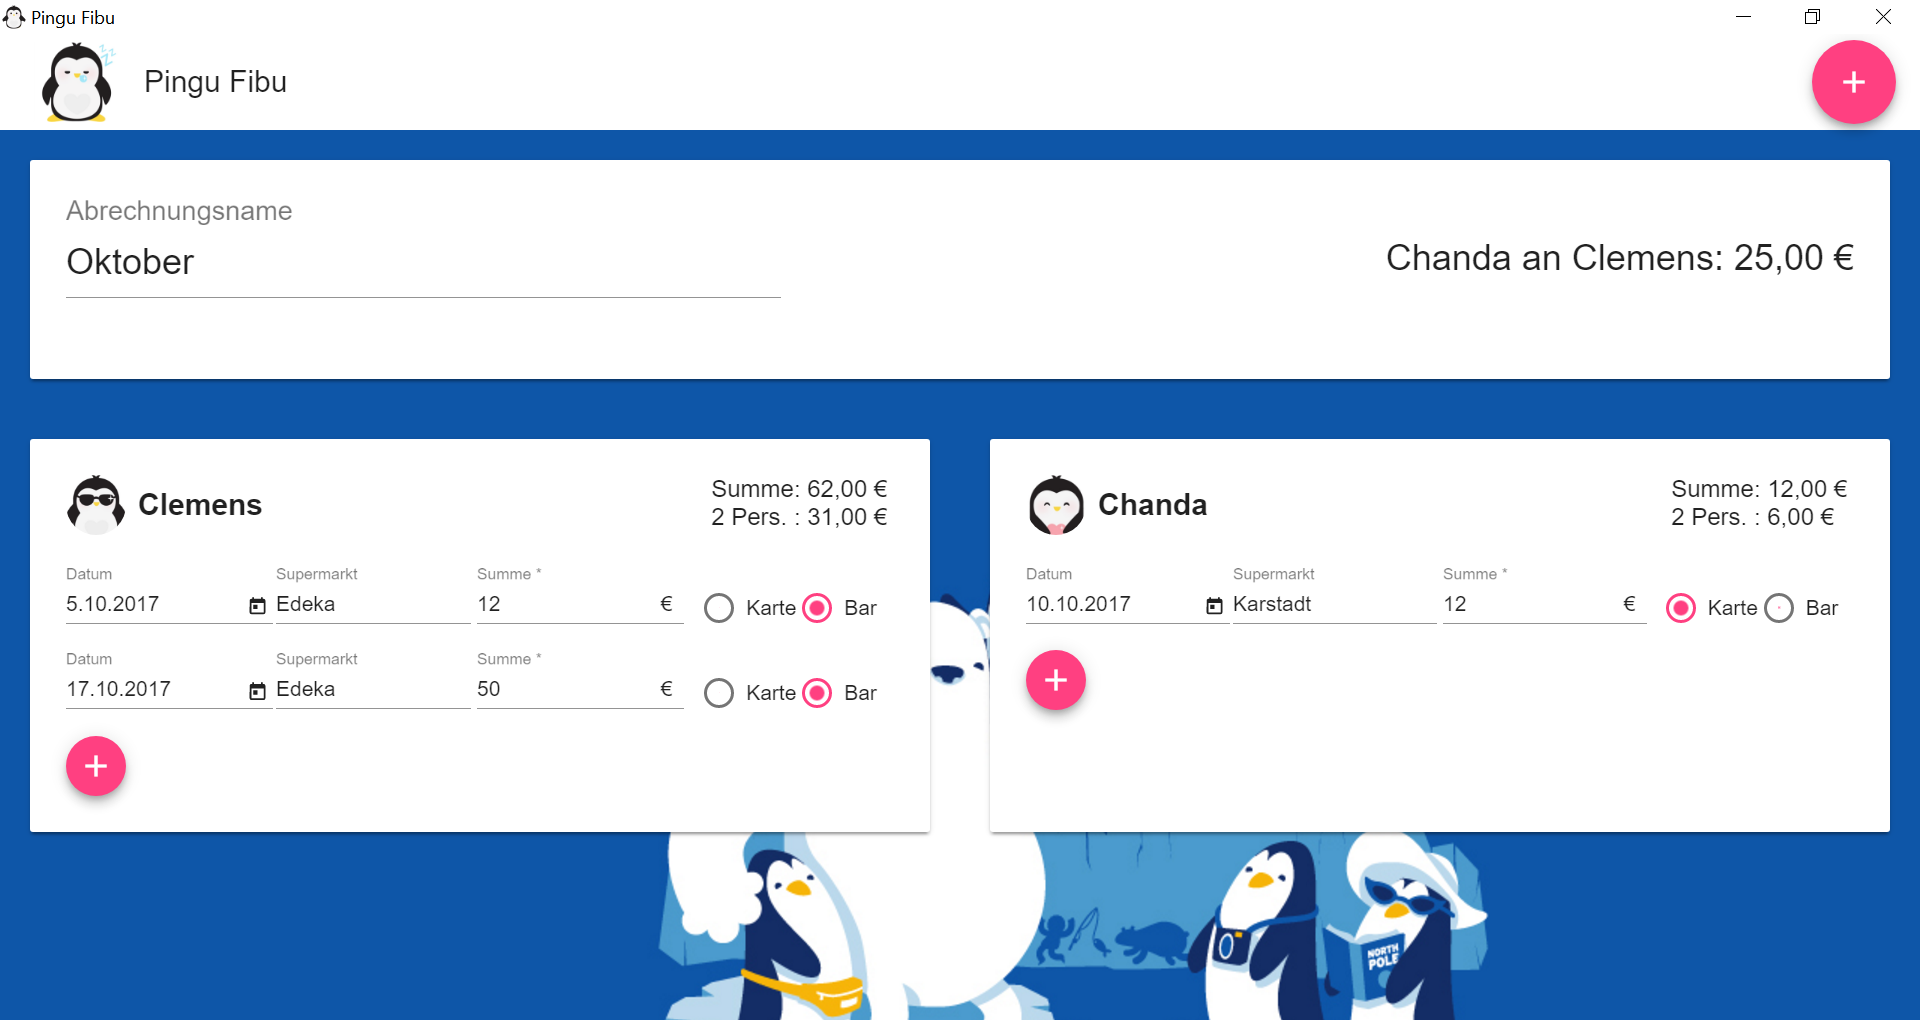 Pingu Fibu
Pingu Fibu
Abrechnungsname
Oktober
Chanda an Clemens: 25,00 €
Clemens
Summe: 62,00 €
2 Pers. : 31,00 €
Datum Supermarkt Summe *
5.10.2017 Edeka 12 € Karte Bar
Datum Supermarkt Summe *
17.10.2017 Edeka 50 € Karte Bar
Chanda
Summe: 12,00 €
2 Pers. : 6,00 €
Datum Supermarkt Summe *
10.10.2017 Karstadt 12 € Karte Bar
NORTH
POLE